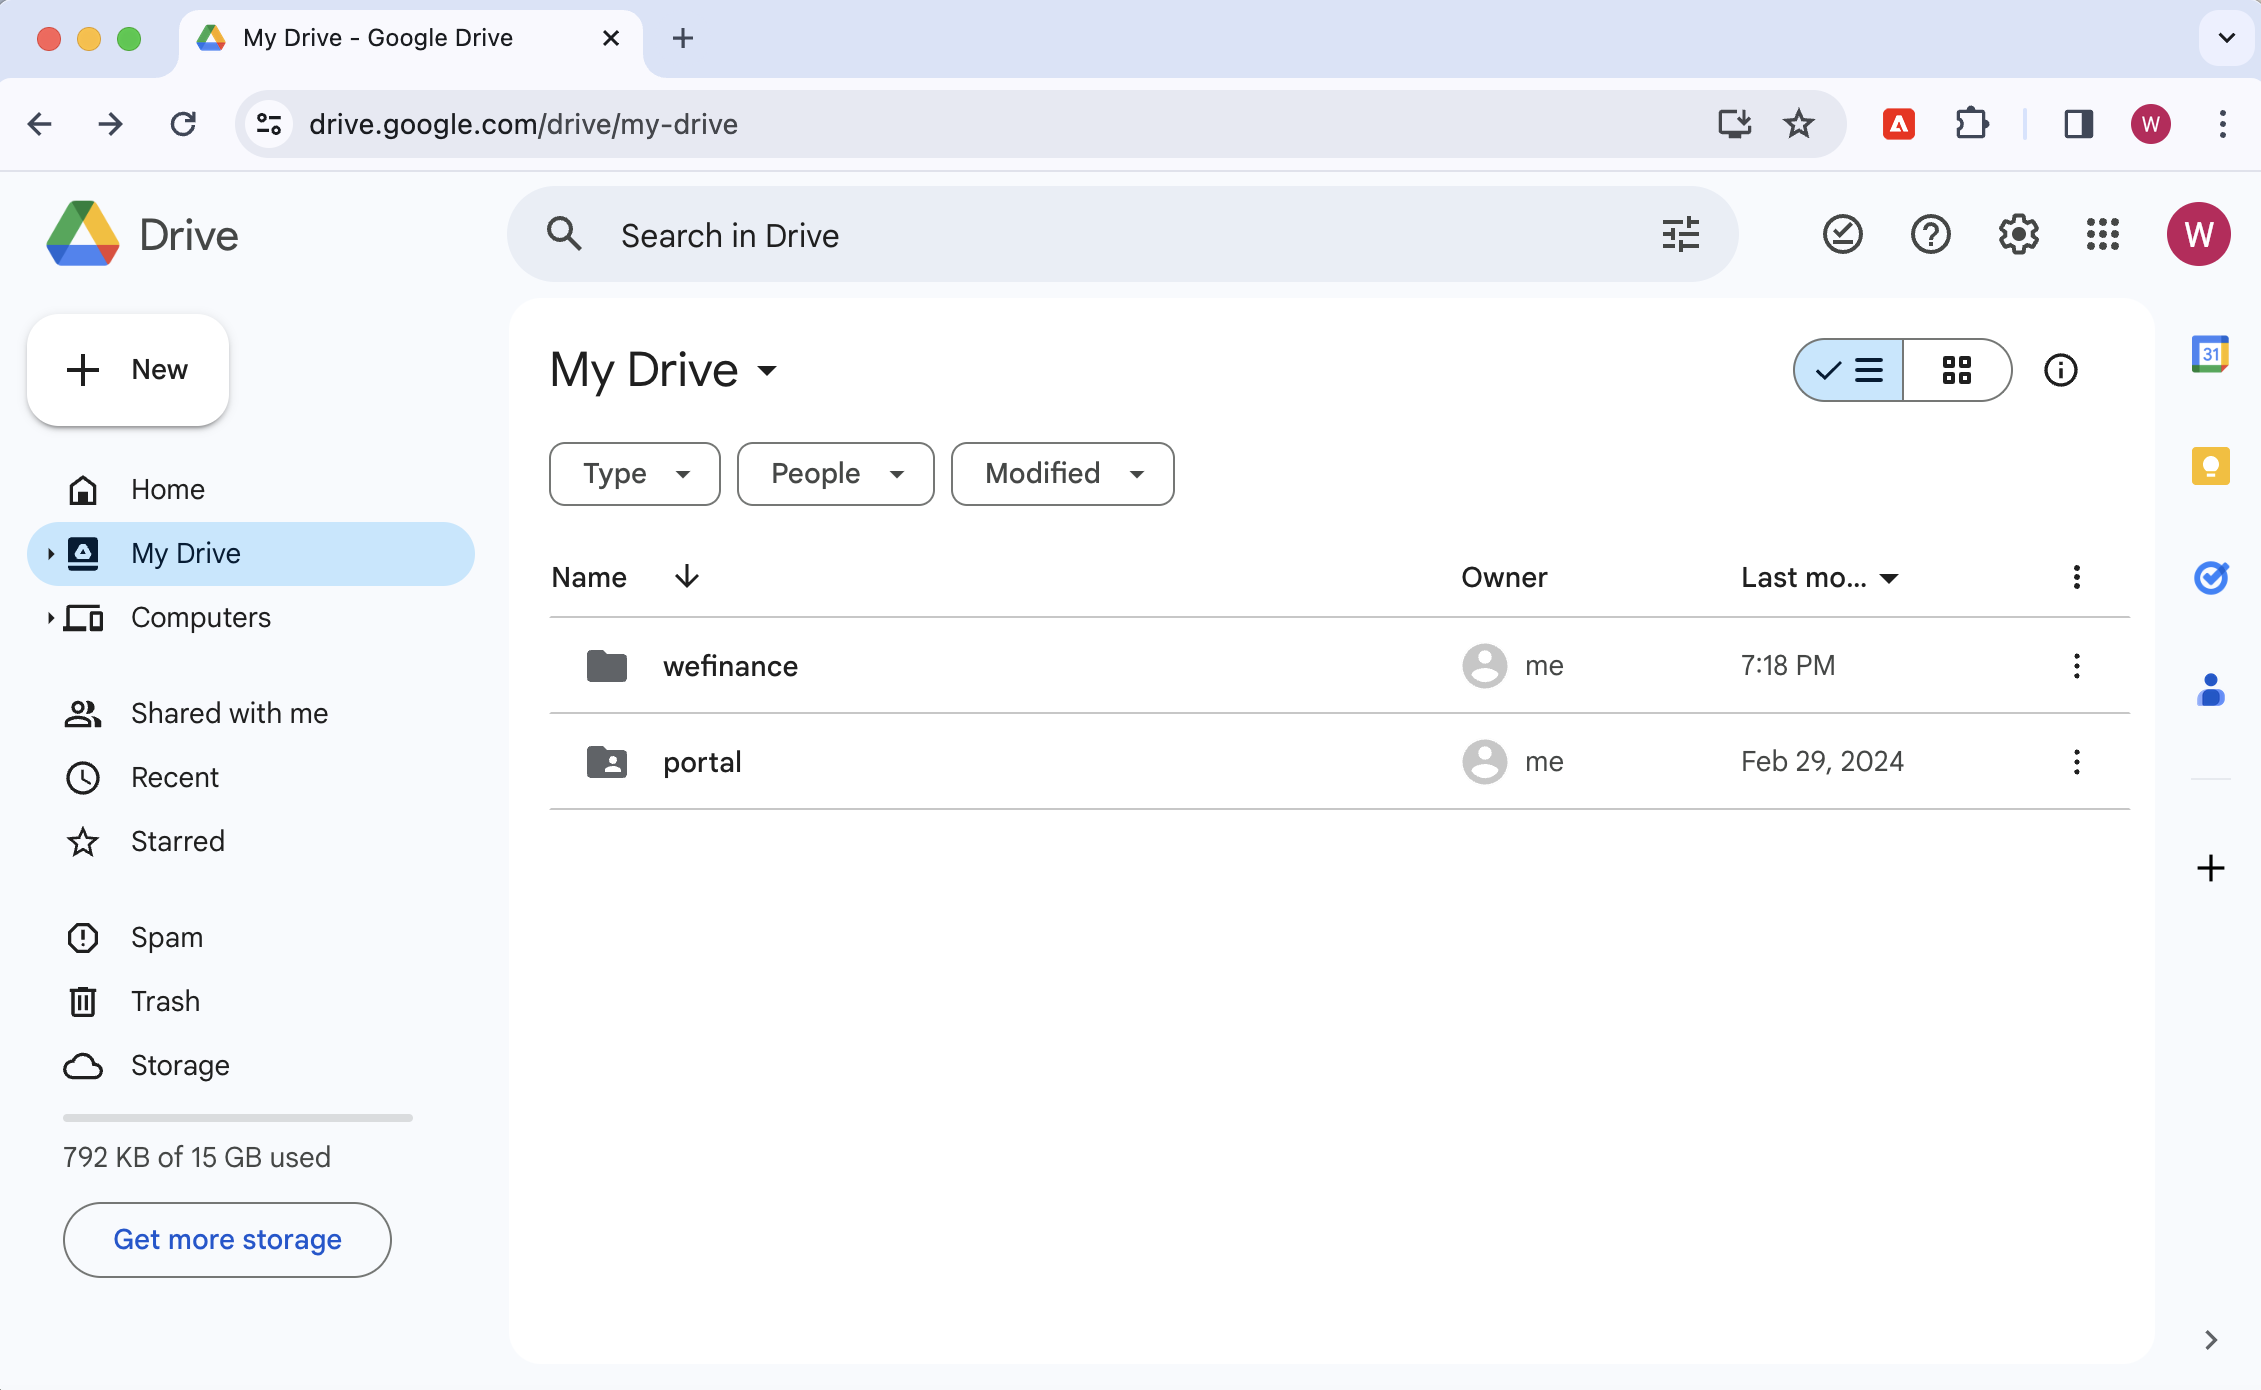 My Drive - Google Drive
drive.google.com/drive/my-drive
W
Drive
Search in Drive
W
New
My Drive
31
Type
People
Modified
Home
My Drive
Computers
Shared with me
Recent
Starred
Spam
Trash
Storage
792 KB of 15 GB used
Get more storage
Name
Owner
Last mo...
wefinance
me
7:18 PM
portal
me
Feb 29, 2024